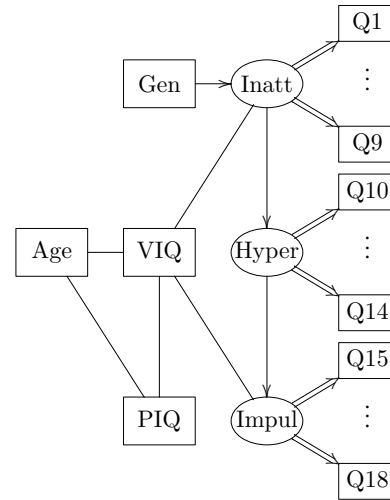 Q1
Gen
Inatt
⋮
Q9
Q10
Age
VIQ
Hyper
⋮
Q14
Q15
PIQ
Impul
⋮
Q18